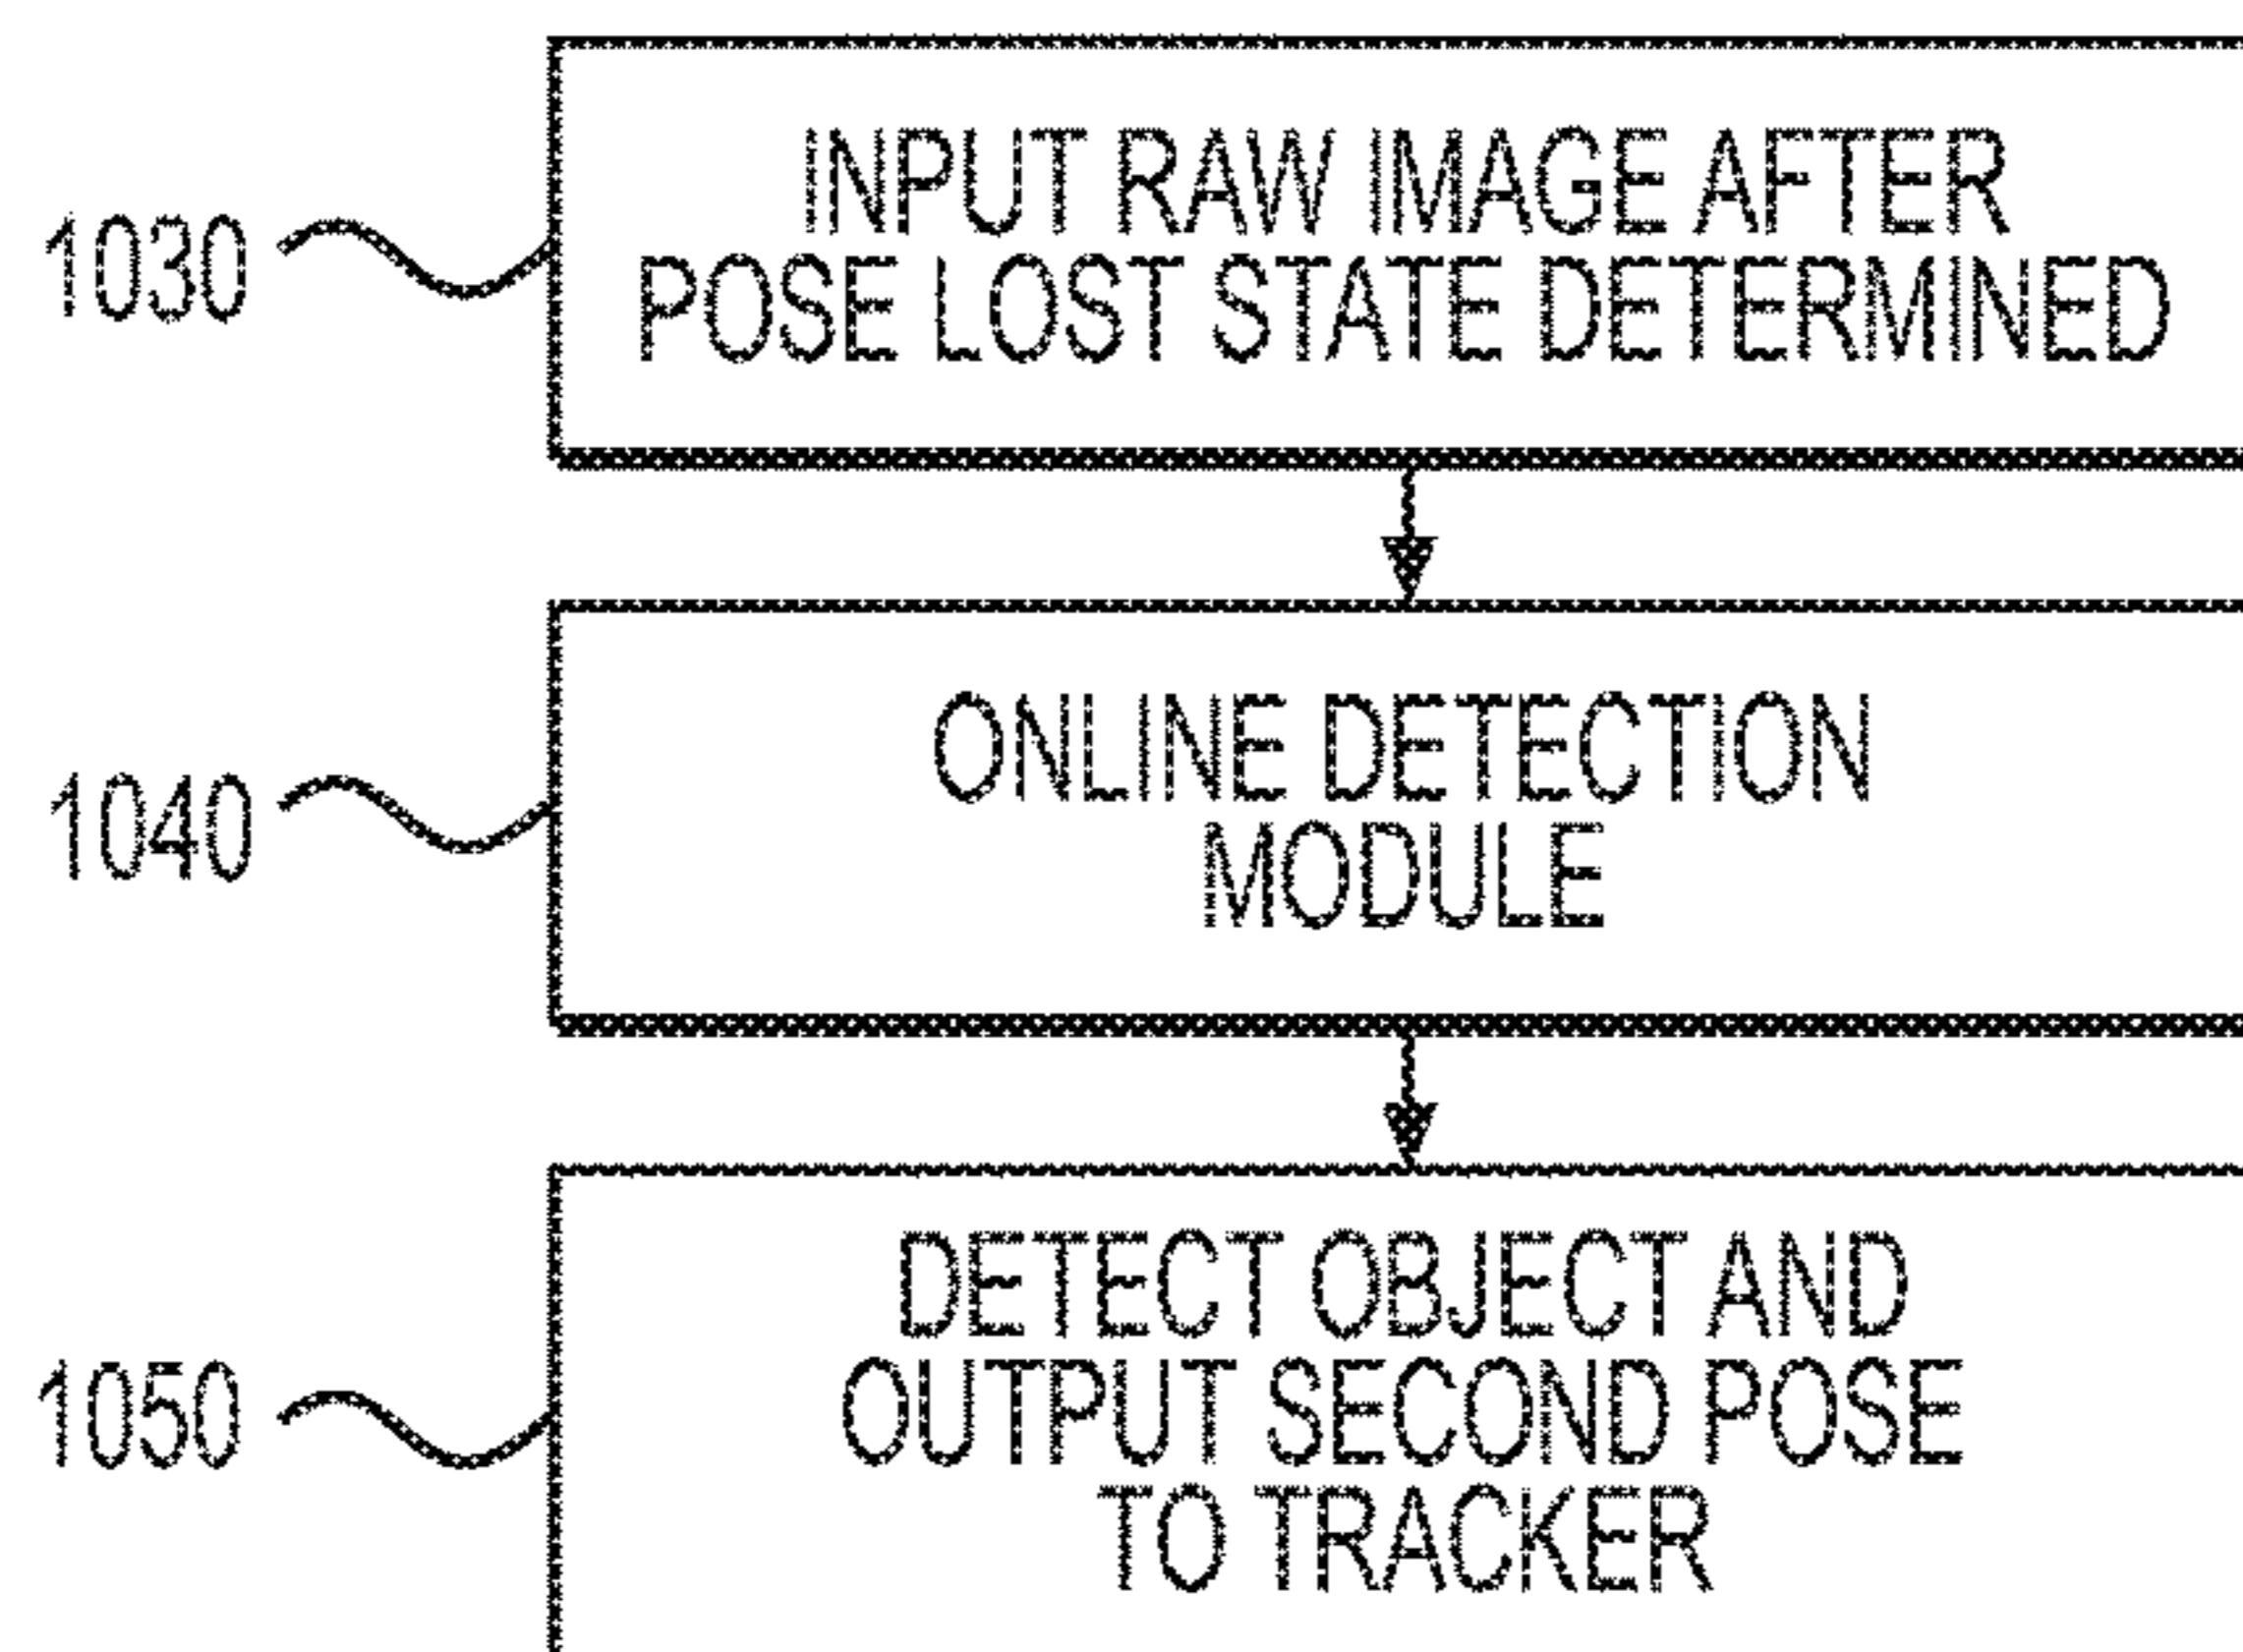 1030
INPUT RAW IMAGE AFTER
POSE LOST STATE DETERMINED
1040
ONLINE DETECTION
MODULE
1050
DETECT OBJECT AND
OUTPUT SECOND POSE
TO TRACKER